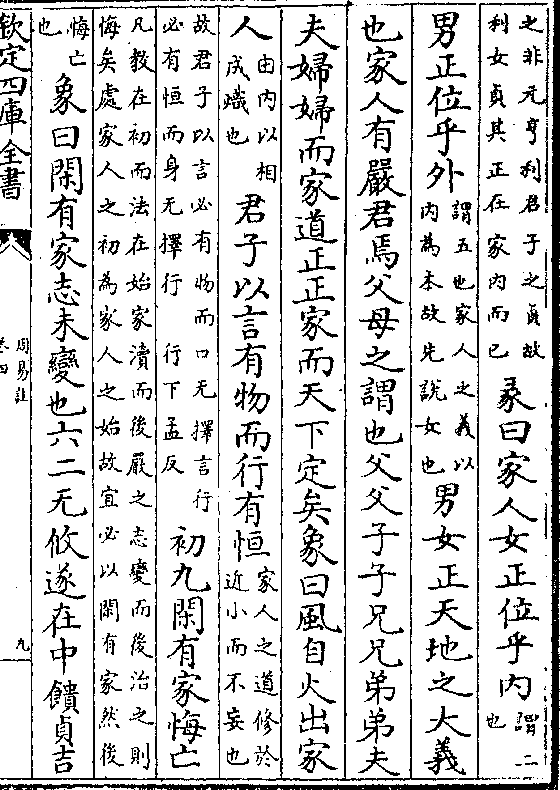 之非元亨利君子之貞故
利女貞其正在家內而已
彖曰家人女正位乎內
謂二
也
男正位乎外
謂五也家人之義以
內為本故先說女也
男女正天地之大義
也家人有嚴君焉父母之謂也父父子子兄兄弟弟夫
夫婦婦而家道正正家而天下定矣象曰風自火出家
人
由內以相
成熾也
君子以言有物而行有恒
家人之道修於
近小而不妄也
故君子以言必有物而口无擇言行
必有恒而身无擇行 行下孟反
初九閑有家悔亡
凡教在初而法在始家瀆而後嚴之志變而後治之則
悔矣處家人之初為家人之始故宜必以閑有家然後
悔亡
也
象曰閑有家志未變也六二无攸遂在中饋貞吉
欽定四庫全書
周易註
卷四
九